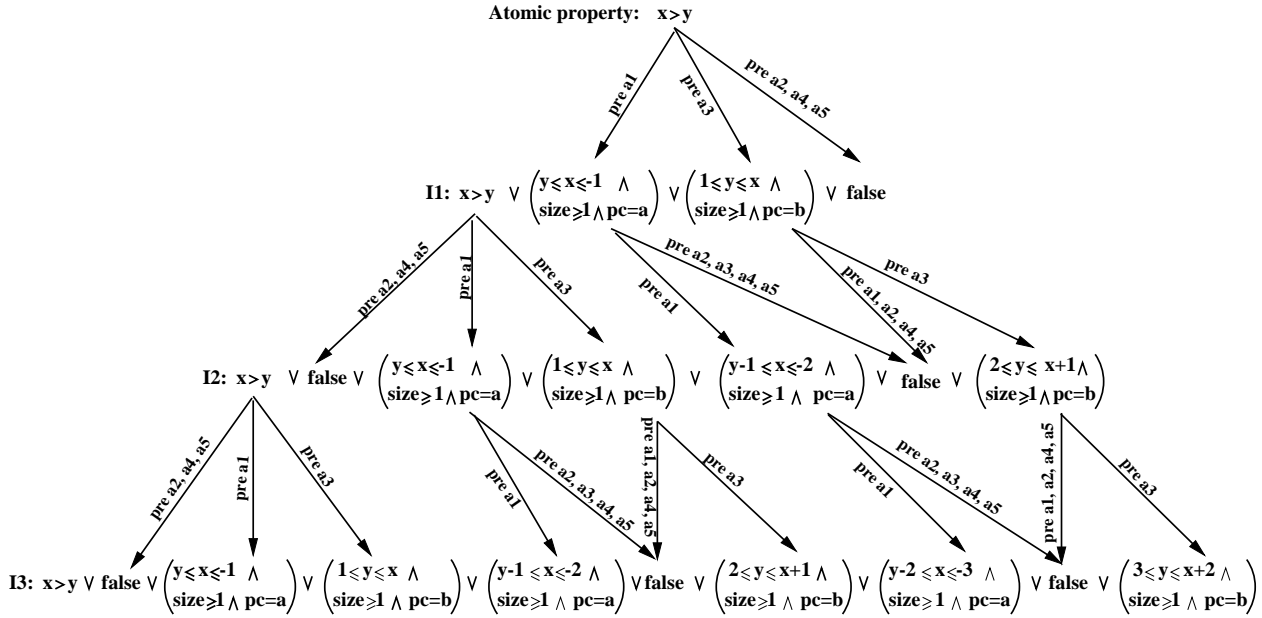 Atomic property: x>y
pre a1
pre a3
pre a2, a4, a5
I1: x>y ∨ (y⩽x⩽-1 ∧ size⩾1∧pc=a) ∨ (1⩽y⩽x ∧ size⩾1∧pc=b) ∨ false
pre a2, a4, a5
pre a1
pre a3
pre a1
pre a2, a3, a4, a5
pre a1, a2, a4, a5
pre a3
I2: x>y ∨ false ∨ (y⩽x⩽-1 ∧ size⩾1∧pc=a) ∨ (1⩽y⩽x ∧ size⩾1 ∧ pc=b) ∨ (y-1⩽x⩽-2 ∧ size⩾1 ∧ pc=a) ∨ false ∨ (2⩽y⩽x+1∧ size⩾1∧pc=b)
pre a2, a4, a5
pre a1
pre a3
pre a1
pre a2, a3, a4, a5
pre a1, a2, a4, a5
pre a3
pre a1
pre a2, a3, a4, a5
pre a1, a2, a4, a5
pre a3
I3: x>y ∨ false ∨ (y⩽x⩽-1 ∧ size⩾1∧pc=a) ∨ (1⩽y⩽x ∧ size⩾1 ∧ pc=b) ∨ (y-1⩽x⩽-2 ∧ size⩾1 ∧ pc=a) ∨ false ∨ (2⩽y⩽x+1∧ size⩾1 ∧ pc=b) ∨ (y-2⩽x⩽-3 ∧ size⩾1 ∧ pc=a) ∨ false ∨ (3⩽y⩽x+2 ∧ size⩾1 ∧ pc=b)